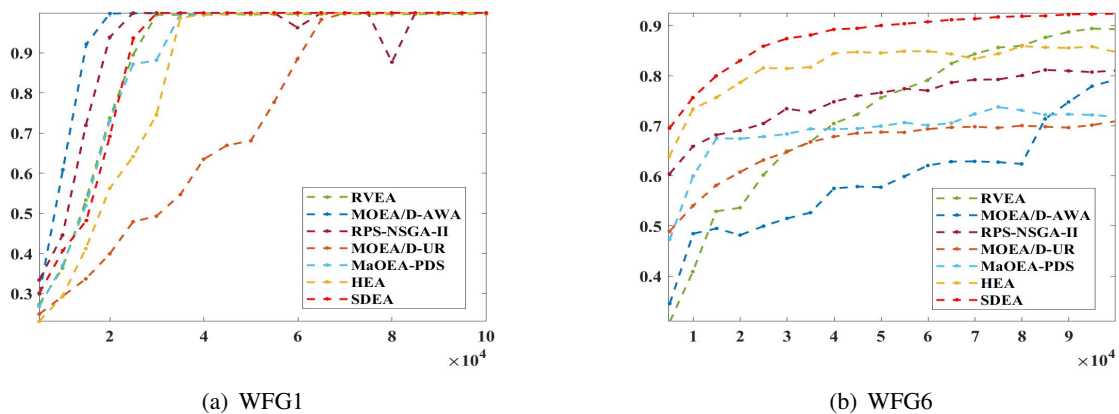 0.9
0.8
0.7
0.6
0.5
0.4
0.3
2 4 6 8 10
×10⁴
RVEA
MOEA/D-AWA
RPS-NSGA-II
MOEA/D-UR
MaOEA-PDS
HEA
SDEA
(a) WFG1
0.9
0.8
0.7
0.6
0.5
0.4
1 2 3 4 5 6 7 8 9 10
×10⁴
RVEA
MOEA/D-AWA
RPS-NSGA-II
MOEA/D-UR
MaOEA-PDS
HEA
SDEA
(b) WFG6